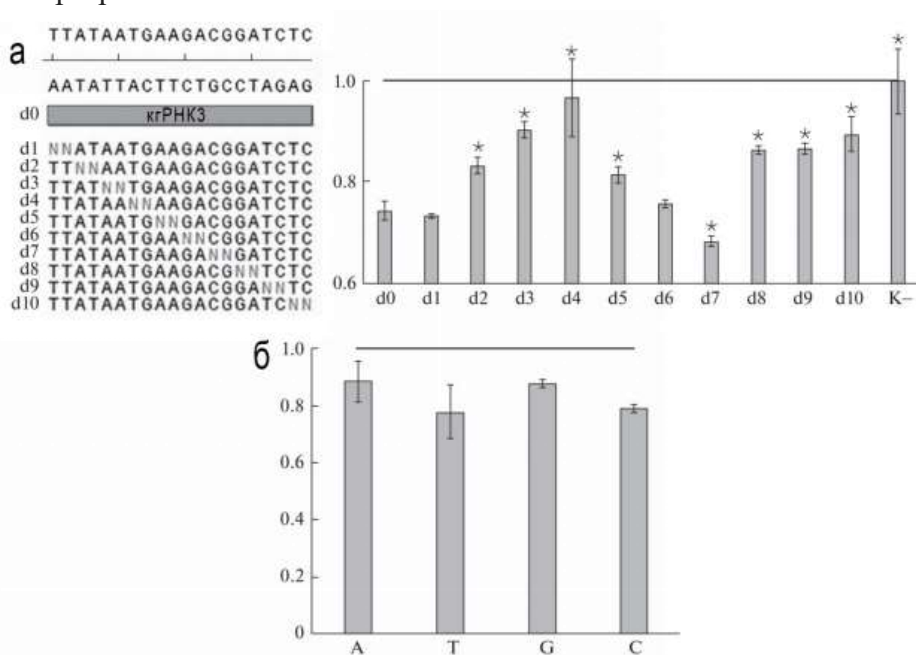 а
TTATAATGAAGACGGATCTC
AATATTACTTCTGCCTAGAG
d0 кгРНК3
d1 NNATAATGAAGACGGATCTC
d2 TTNNAATGAAGACGGATCTC
d3 TTATNNTGAAGACGGATCTC
d4 TTATAANNAAGACGGATCTC
d5 TTATAATGNNGACGGATCTC
d6 TTATAATGAANNCGGATCTC
d7 TTATAATGAAGANNGATCTC
d8 TTATAATGAAGACGNNTCTC
d9 TTATAATGAAGACGGANNTC
d10 TTATAATGAAGACGGATCNN
1.0
0.8
0.6
* * * * * * * * *
d0 d1 d2 d3 d4 d5 d6 d7 d8 d9 d10 K–
б
1.0
0.8
0.6
0.4
0.2
0
A T G C